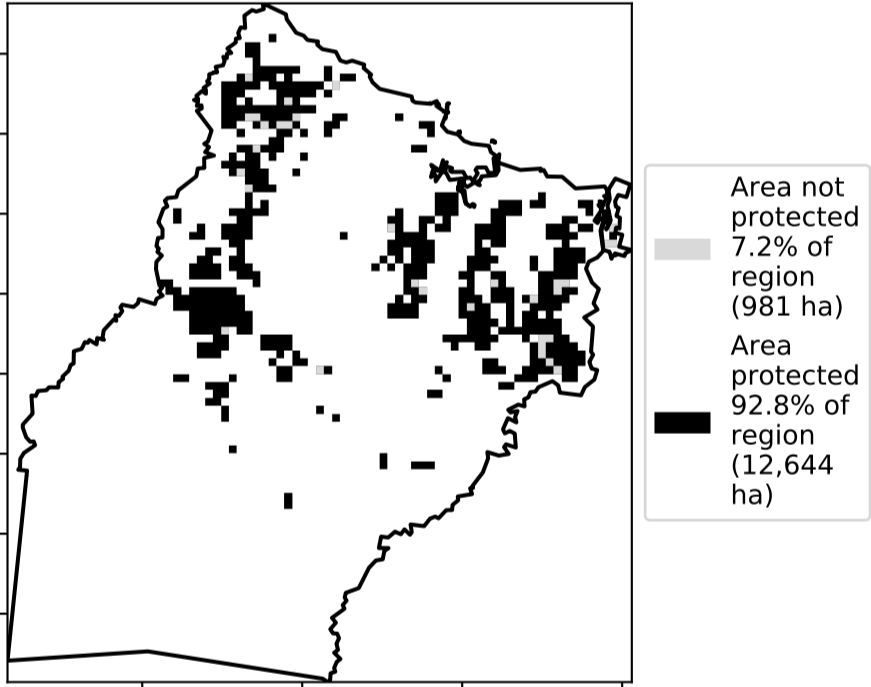 Area not
protected
7.2% of
region
(981 ha)
Area
protected
92.8% of
region
(12,644
ha)